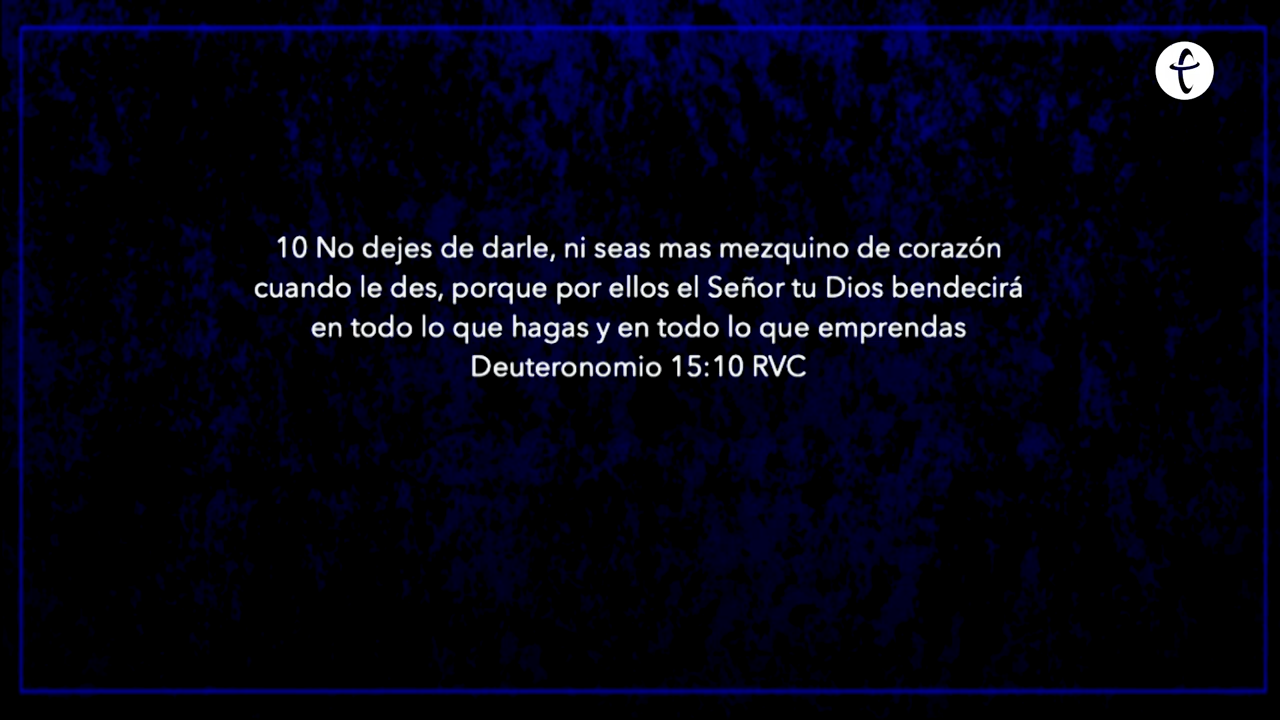 10 No dejes de darle, ni seas mas mezquino de corazón
cuando le des, porque por ellos el Señor tu Dios bendecirá
en todo lo que hagas y en todo lo que emprendas
Deuteronomio 15:10 RVC